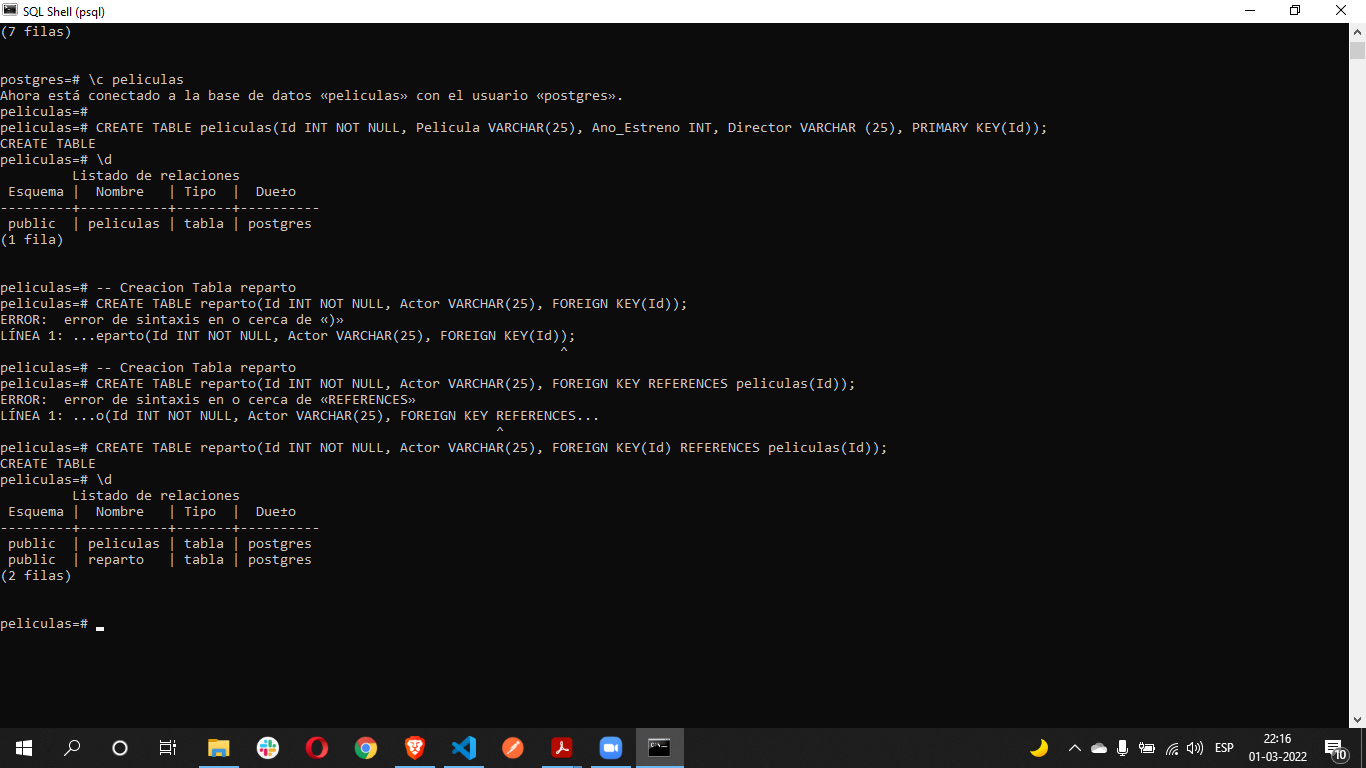 SQL Shell (psql)
(7 filas)
postgres=# \c peliculas
Ahora está conectado a la base de datos «peliculas» con el usuario «postgres».
peliculas=#
peliculas=# CREATE TABLE peliculas(Id INT NOT NULL, Pelicula VARCHAR(25), Ano_Estreno INT, Director VARCHAR (25), PRIMARY KEY(Id));
CREATE TABLE
peliculas=# \d
        Listado de relaciones
 Esquema |  Nombre   | Tipo  |  Due±o
---------+-----------+-------+----------
 public  | peliculas | tabla | postgres
(1 fila)
peliculas=# -- Creacion Tabla reparto
peliculas=# CREATE TABLE reparto(Id INT NOT NULL, Actor VARCHAR(25), FOREIGN KEY(Id));
ERROR:  error de sintaxis en o cerca de «)»
LÍNEA 1: ...eparto(Id INT NOT NULL, Actor VARCHAR(25), FOREIGN KEY(Id));
^
peliculas=# -- Creacion Tabla reparto
peliculas=# CREATE TABLE reparto(Id INT NOT NULL, Actor VARCHAR(25), FOREIGN KEY REFERENCES peliculas(Id));
ERROR:  error de sintaxis en o cerca de «REFERENCES»
LÍNEA 1: ...o(Id INT NOT NULL, Actor VARCHAR(25), FOREIGN KEY REFERENCES...
^
peliculas=# CREATE TABLE reparto(Id INT NOT NULL, Actor VARCHAR(25), FOREIGN KEY(Id) REFERENCES peliculas(Id));
CREATE TABLE
peliculas=# \d
        Listado de relaciones
 Esquema |  Nombre   | Tipo  |  Due±o
---------+-----------+-------+----------
 public  | peliculas | tabla | postgres
 public  | reparto   | tabla | postgres
(2 filas)
peliculas=#
ESP
22:16
01-03-2022
10